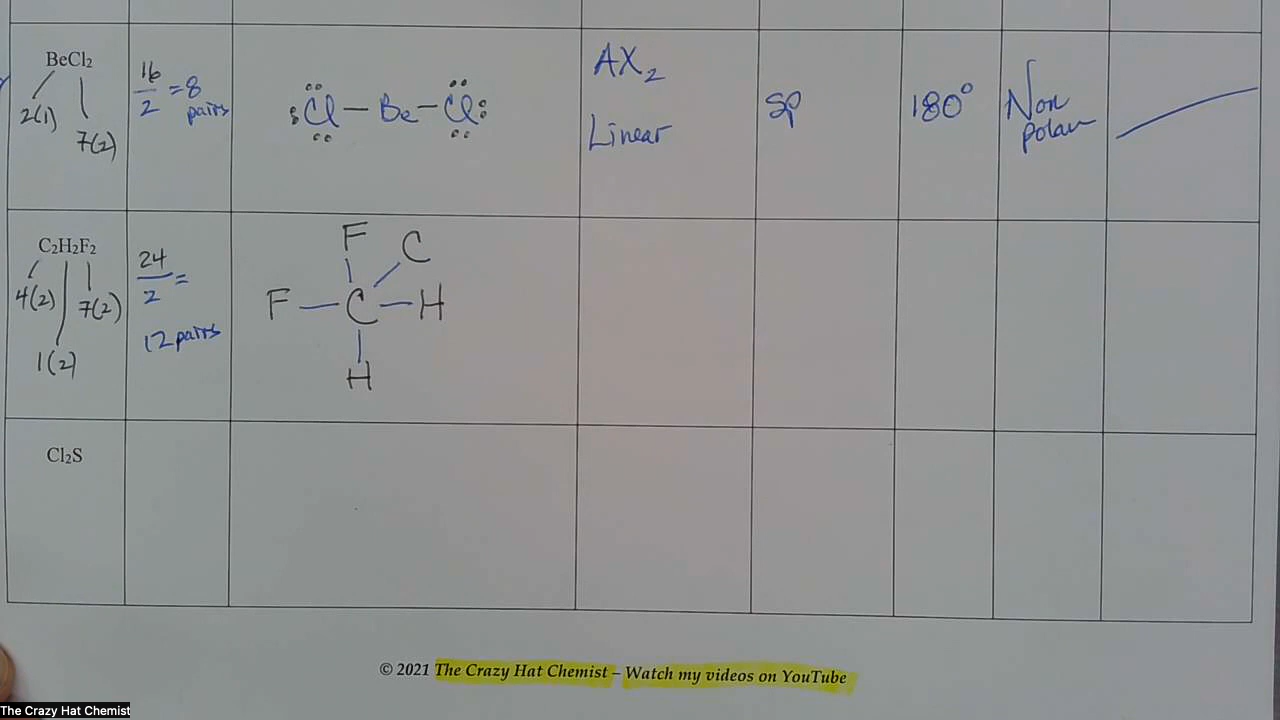 BeCl₂
2(1)
7(2)
16
2
=8
pairs
Cl – Be – Cl
AX₂
Linear
sp
180°
Non
polar
C₂H₂F₂
4(2)
7(2)
1(2)
24
2
=
12 pairs
F C
F – C – H
H
Cl₂S
© 2021 The Crazy Hat Chemist – Watch my videos on YouTube
The Crazy Hat Chemist